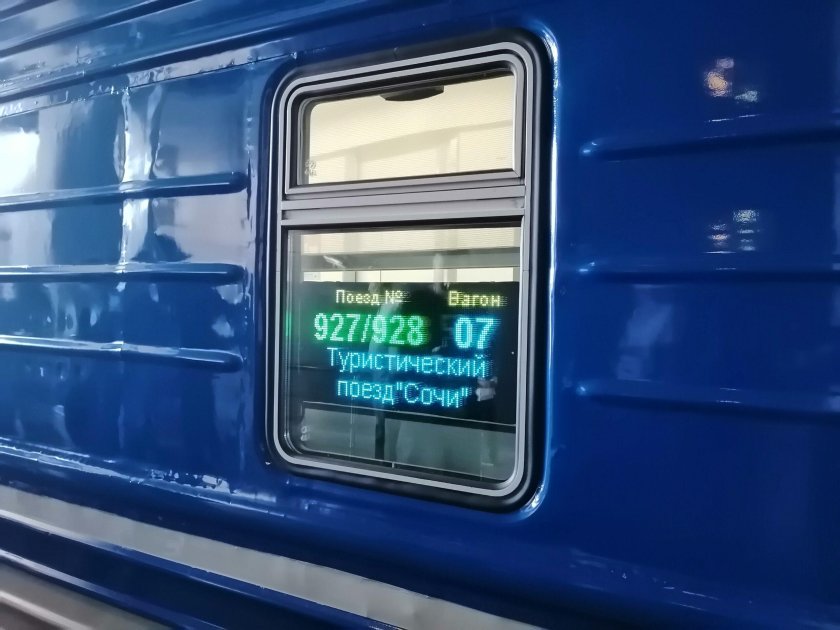 Поезд № Вагон
927/928 07
Туристический
поезд"Сочи"